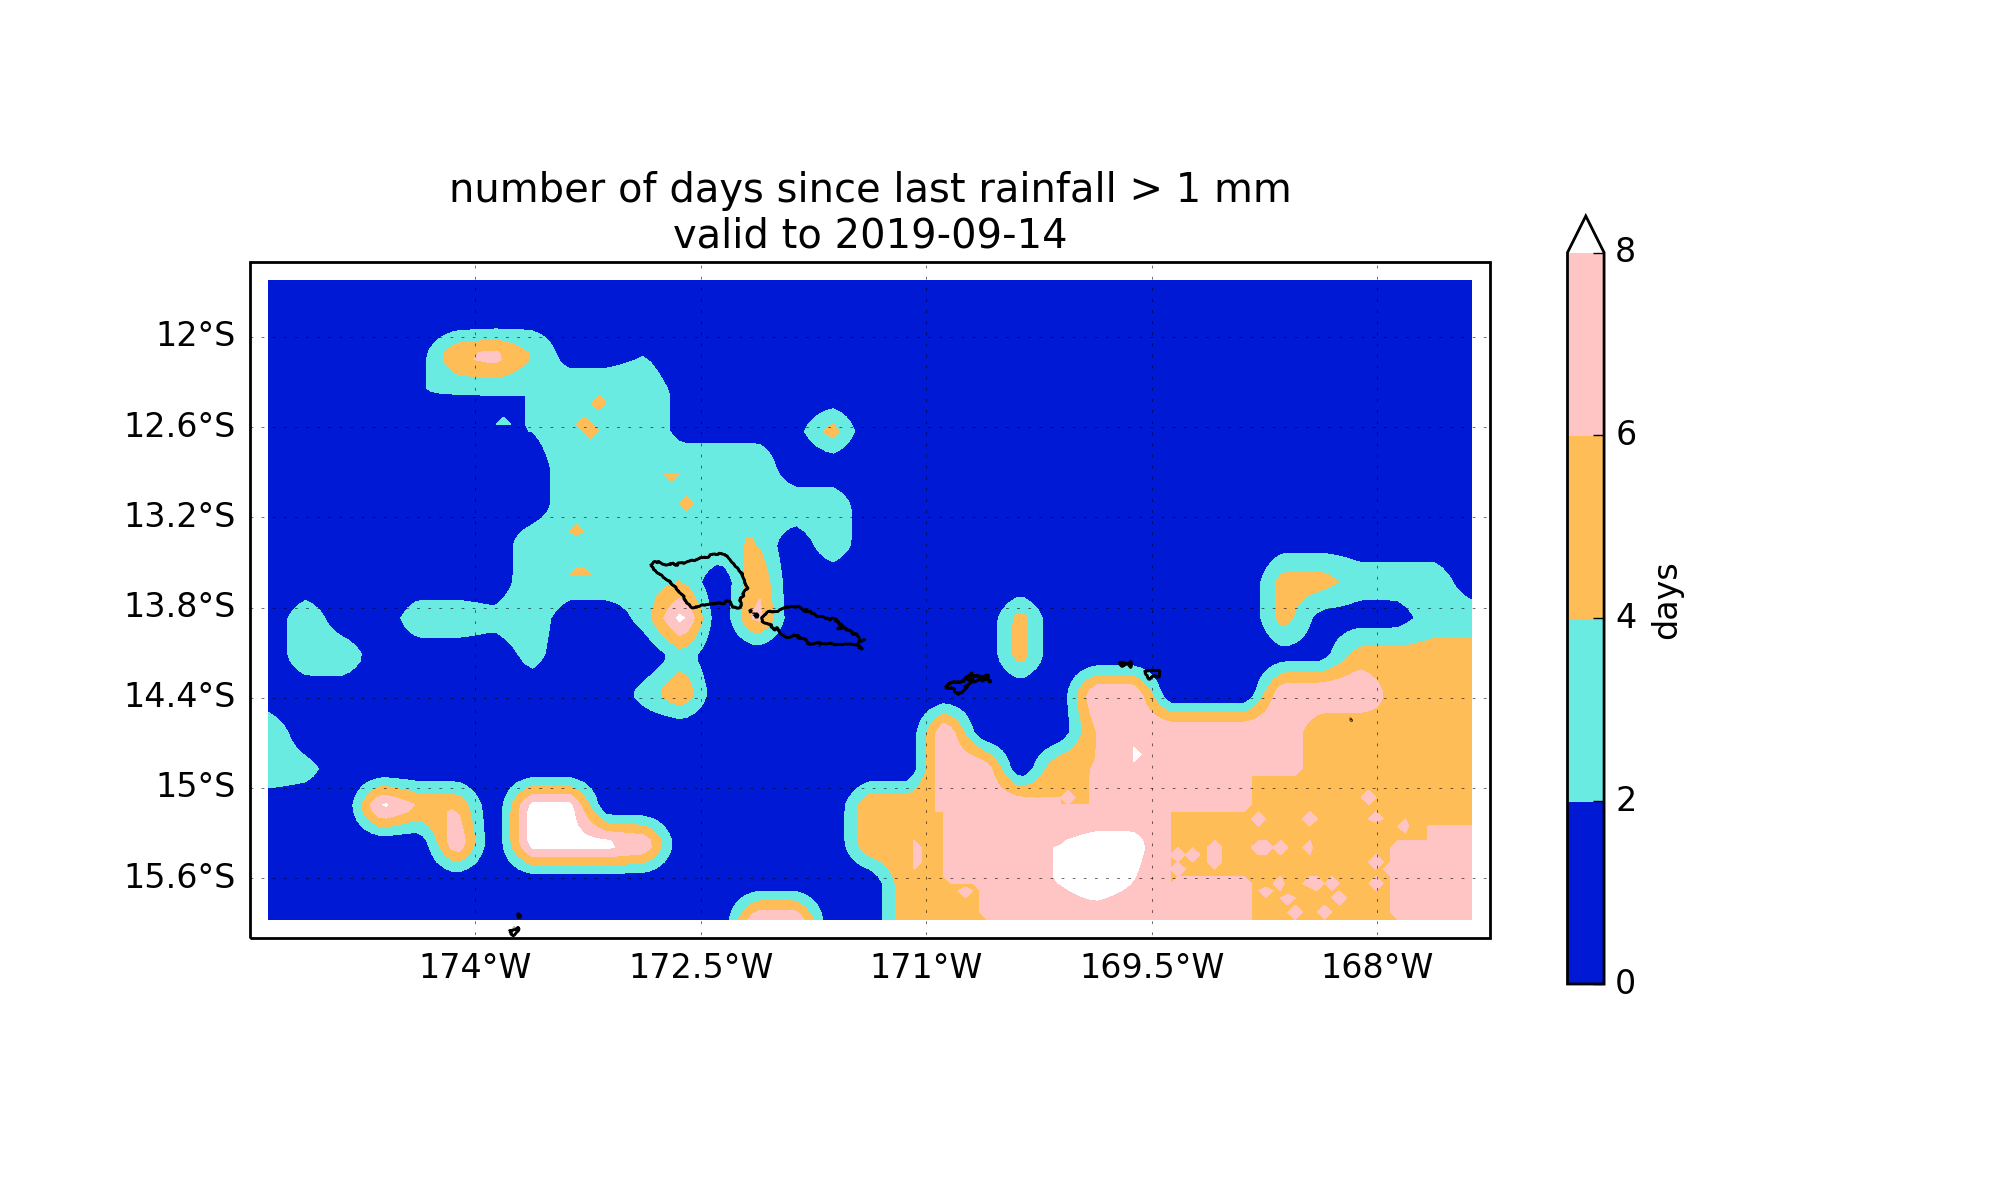 number of days since last rainfall > 1 mm
valid to 2019-09-14
12°S
12.6°S
13.2°S
13.8°S
14.4°S
15°S
15.6°S
174°W 172.5°W 171°W 169.5°W 168°W
8
6
4
2
0
days